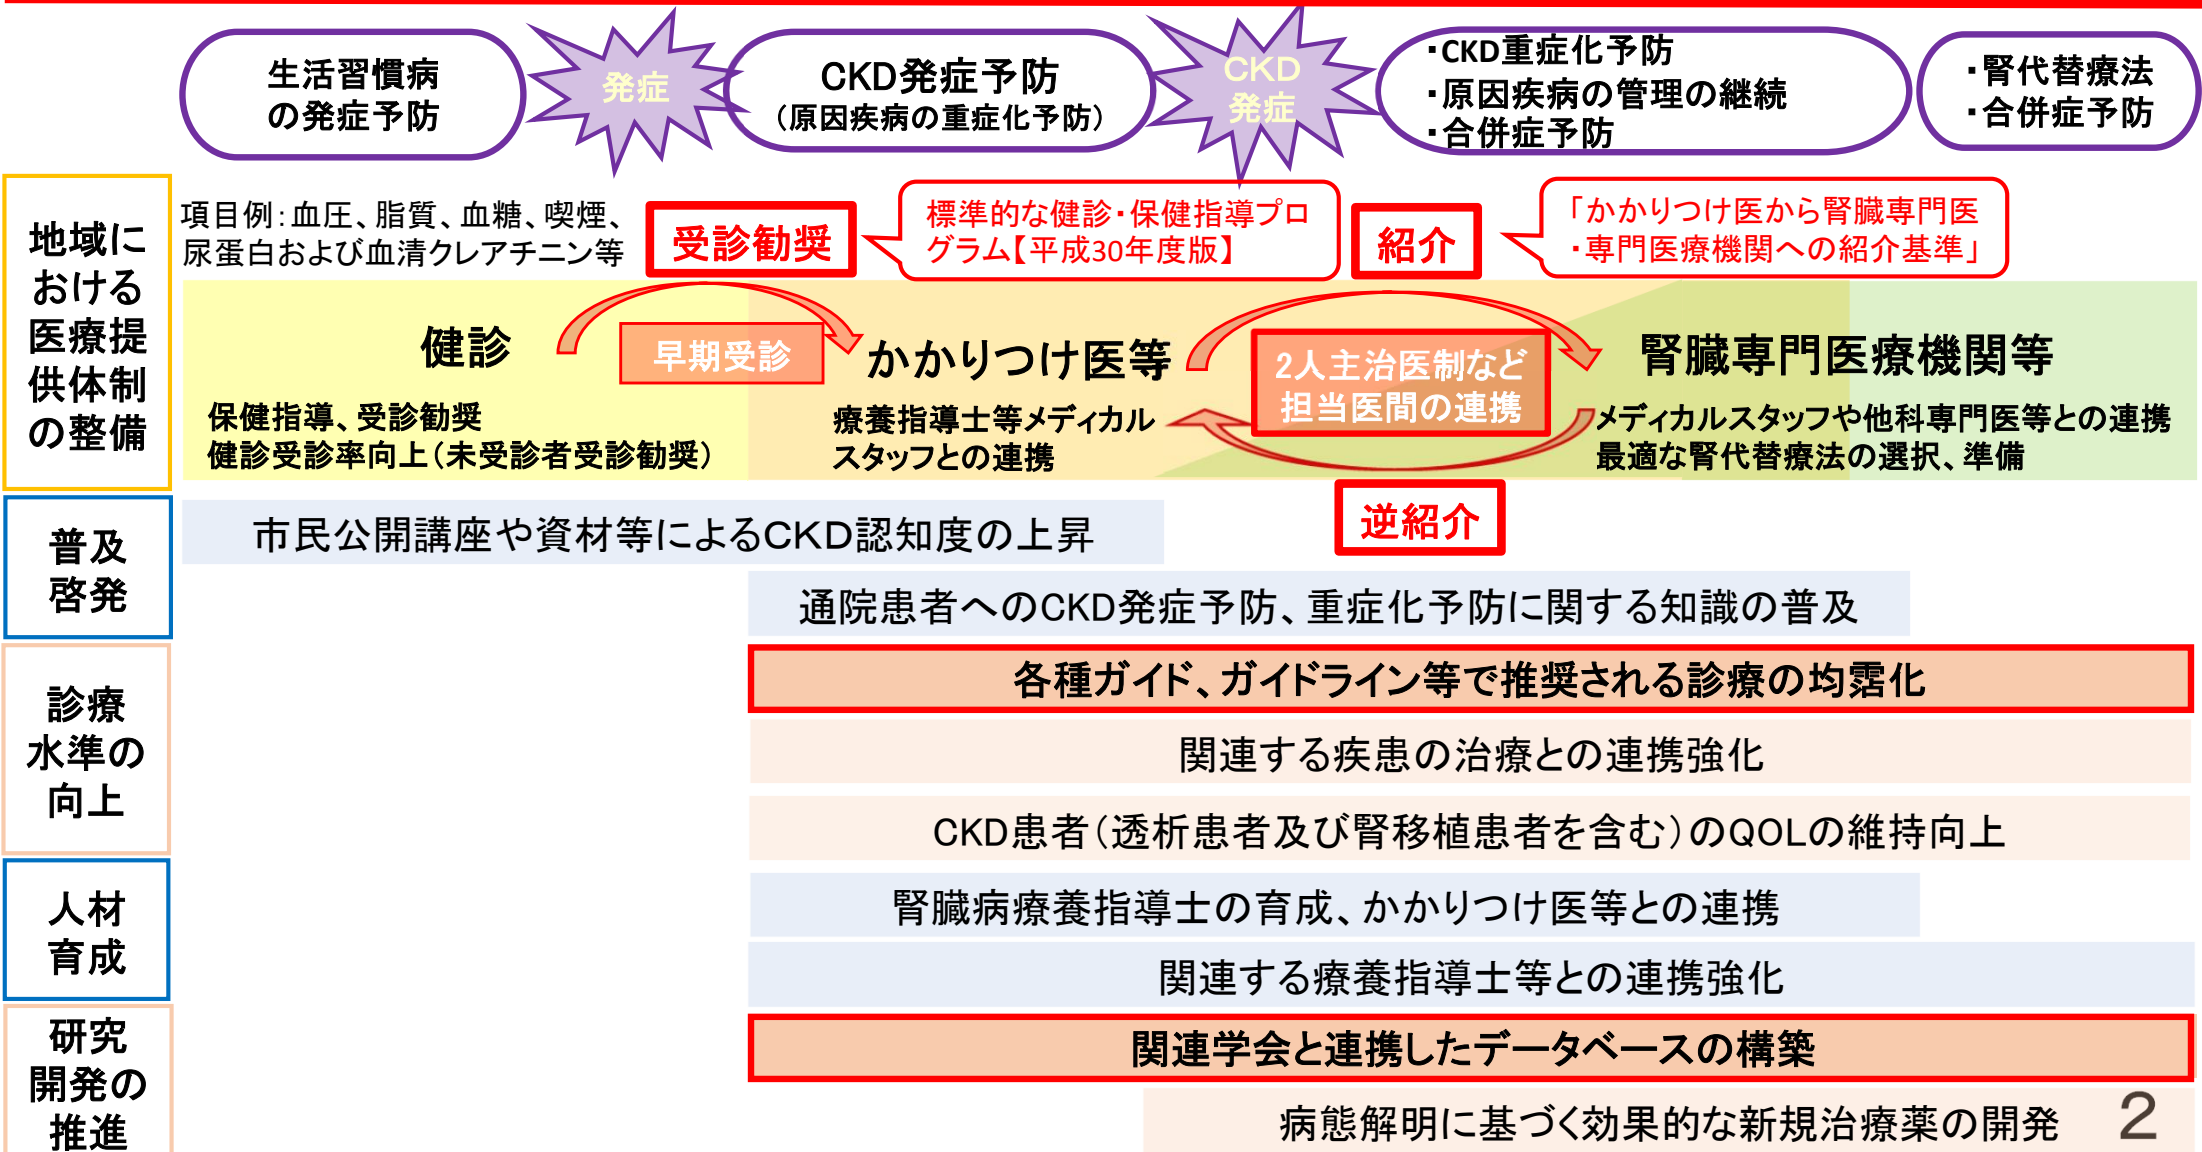 生活習慣病
の発症予防
発症
CKD発症予防
(原因疾病の重症化予防)
CKD
発症
・CKD重症化予防
・原因疾病の管理の継続
・合併症予防
・腎代替療法
・合併症予防
地域に
おける
医療提
供体制
の整備
項目例：血圧、脂質、血糖、喫煙、
尿蛋白および血清クレアチニン等
受診勧奨
標準的な健診・保健指導プロ
グラム【平成30年度版】
紹介
「かかりつけ医から腎臓専門医
・専門医療機関への紹介基準」
健診
早期受診
かかりつけ医等
2人主治医制など
担当医間の連携
腎臓専門医療機関等
保健指導、受診勧奨
健診受診率向上(未受診者受診勧奨)
療養指導士等メディカル
スタッフとの連携
メディカルスタッフや他科専門医等との連携
最適な腎代替療法の選択、準備
逆紹介
普及
啓発
市民公開講座や資材等によるCKD認知度の上昇
通院患者へのCKD発症予防、重症化予防に関する知識の普及
診療
水準の
向上
各種ガイド、ガイドライン等で推奨される診療の均霑化
関連する疾患の治療との連携強化
CKD患者(透析患者及び腎移植患者を含む)のQOLの維持向上
人材
育成
腎臓病療養指導士の育成、かかりつけ医等との連携
関連する療養指導士等との連携強化
研究
開発の
推進
関連学会と連携したデータベースの構築
病態解明に基づく効果的な新規治療薬の開発
2